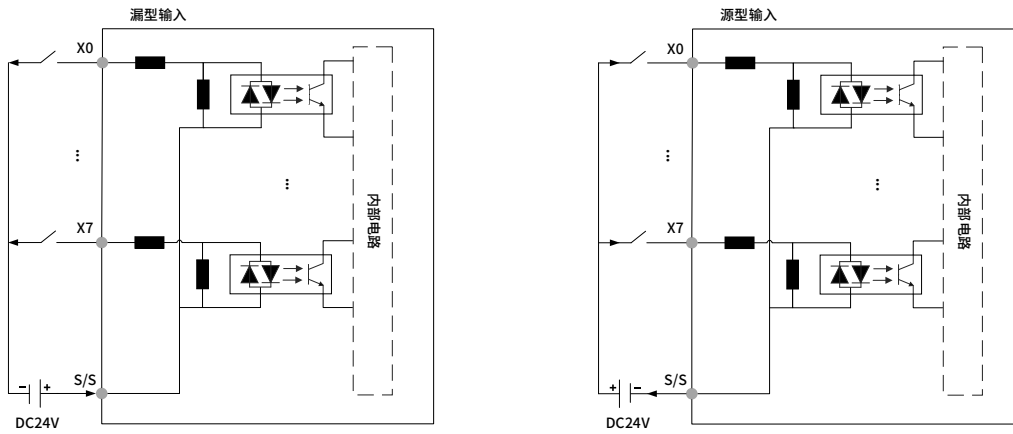 漏型输入
X0
...
内部电路
X7
...
S/S
- +
DC24V
源型输入
X0
...
内部电路
X7
...
S/S
+ -
DC24V